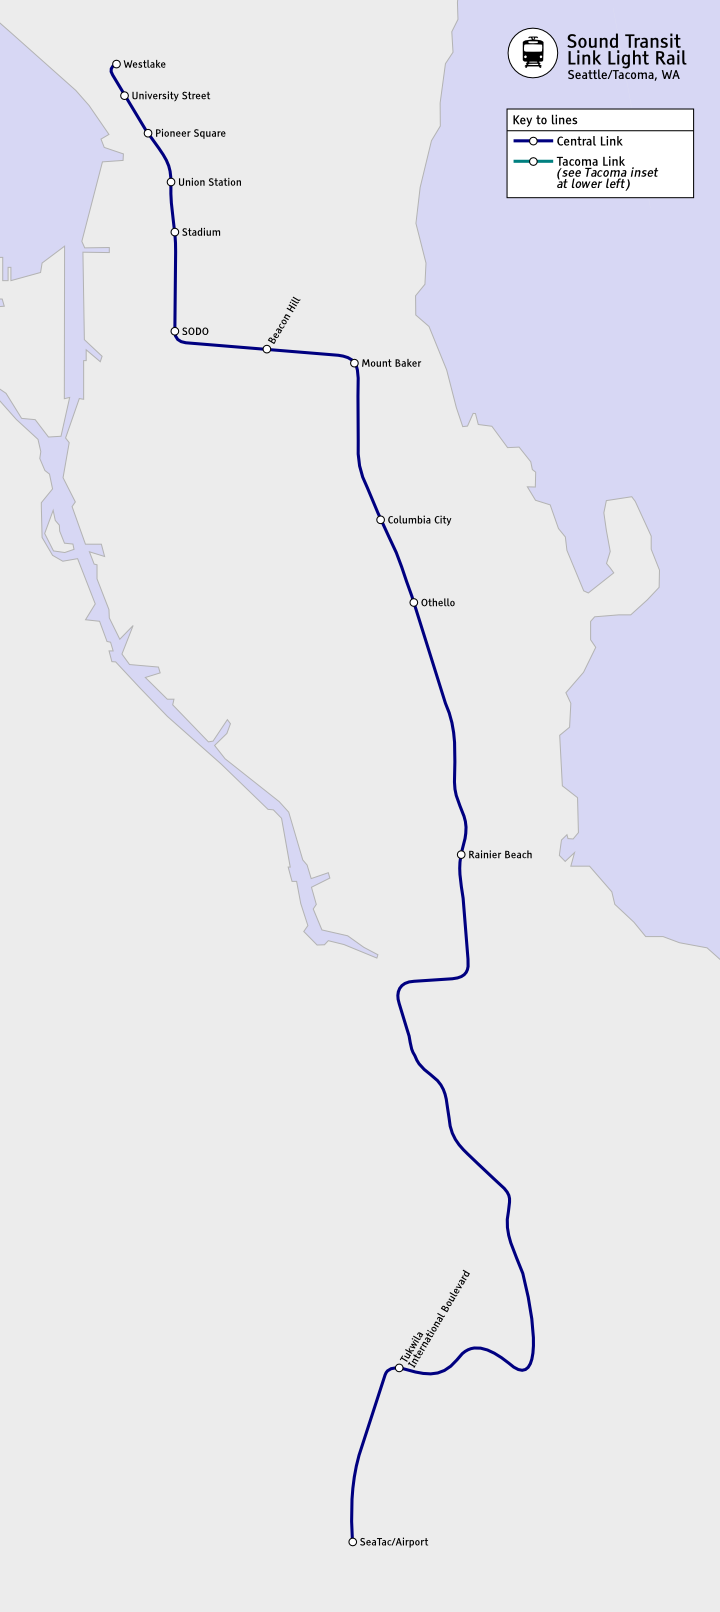 Sound Transit
Link Light Rail
Seattle/Tacoma, WA
Key to lines
Central Link
Tacoma Link
(see Tacoma inset
at lower left)
Westlake
University Street
Pioneer Square
Union Station
Stadium
SODO
Beacon Hill
Mount Baker
Columbia City
Othello
Rainier Beach
Tukwila
International Boulevard
SeaTac/Airport